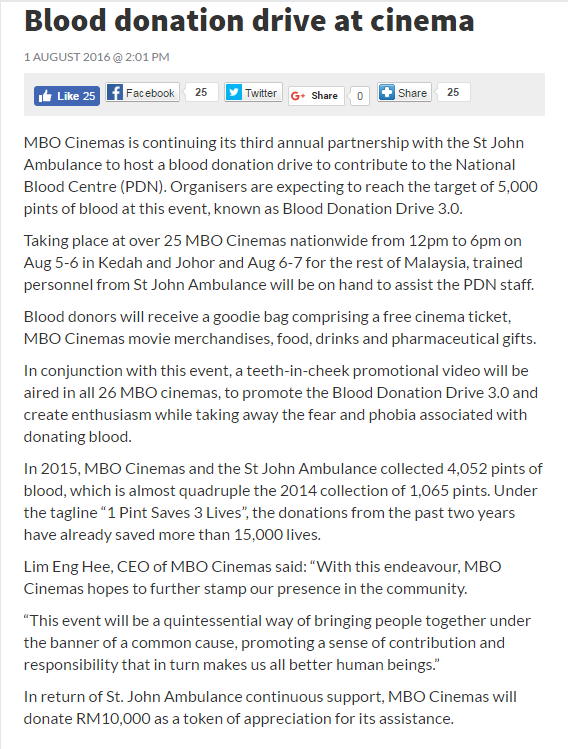 Blood donation drive at cinema
1 AUGUST 2016 @ 2:01 PM
Like 25 Facebook 25 Twitter G+ Share 0 Share 25
MBO Cinemas is continuing its third annual partnership with the St John
Ambulance to host a blood donation drive to contribute to the National
Blood Centre (PDN). Organisers are expecting to reach the target of 5,000
pints of blood at this event, known as Blood Donation Drive 3.0.
Taking place at over 25 MBO Cinemas nationwide from 12pm to 6pm on
Aug 5-6 in Kedah and Johor and Aug 6-7 for the rest of Malaysia, trained
personnel from St John Ambulance will be on hand to assist the PDN staff.
Blood donors will receive a goodie bag comprising a free cinema ticket,
MBO Cinemas movie merchandises, food, drinks and pharmaceutical gifts.
In conjunction with this event, a teeth-in-cheek promotional video will be
aired in all 26 MBO cinemas, to promote the Blood Donation Drive 3.0 and
create enthusiasm while taking away the fear and phobia associated with
donating blood.
In 2015, MBO Cinemas and the St John Ambulance collected 4,052 pints of
blood, which is almost quadruple the 2014 collection of 1,065 pints. Under
the tagline “1 Pint Saves 3 Lives”, the donations from the past two years
have already saved more than 15,000 lives.
Lim Eng Hee, CEO of MBO Cinemas said: “With this endeavour, MBO
Cinemas hopes to further stamp our presence in the community.
“This event will be a quintessential way of bringing people together under
the banner of a common cause, promoting a sense of contribution and
responsibility that in turn makes us all better human beings.”
In return of St. John Ambulance continuous support, MBO Cinemas will
donate RM10,000 as a token of appreciation for its assistance.